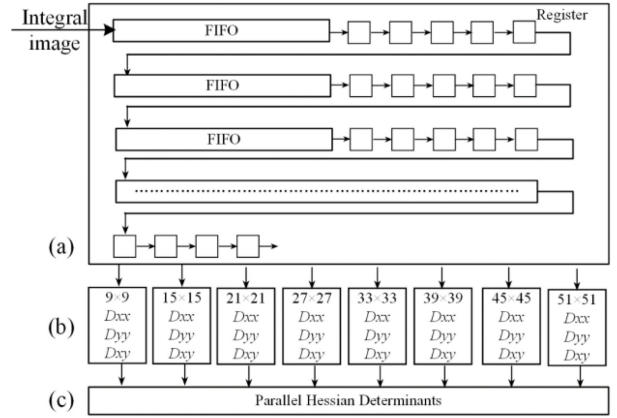 Integral
image
Register
FIFO
FIFO
FIFO
(a)
9×9 15×15 21×21 27×27 33×33 39×39 45×45 51×51
(b)
Dxx Dxx Dxx Dxx Dxx Dxx Dxx Dxx
Dyy Dyy Dyy Dyy Dyy Dyy Dyy Dyy
Dxy Dxy Dxy Dxy Dxy Dxy Dxy Dxy
(c)
Parallel Hessian Determinants